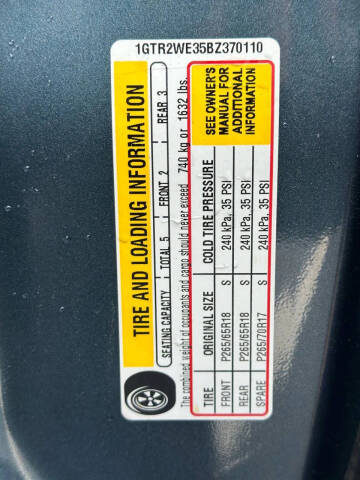 1GTR2WE35BZ370110
TIRE AND LOADING INFORMATION
SEATING CAPACITY TOTAL 5 FRONT 2 REAR 3
The combined weight of occupants and cargo should never exceed 740 kg or 1632 lbs.
TIRE ORIGINAL SIZE COLD TIRE PRESSURE
FRONT P265/65R18 S 240 kPa, 35 PSI
REAR P265/65R18 S 240 kPa, 35 PSI
SPARE P265/70R17 S 240 kPa, 35 PSI
SEE OWNER'S
MANUAL FOR
ADDITIONAL
INFORMATION